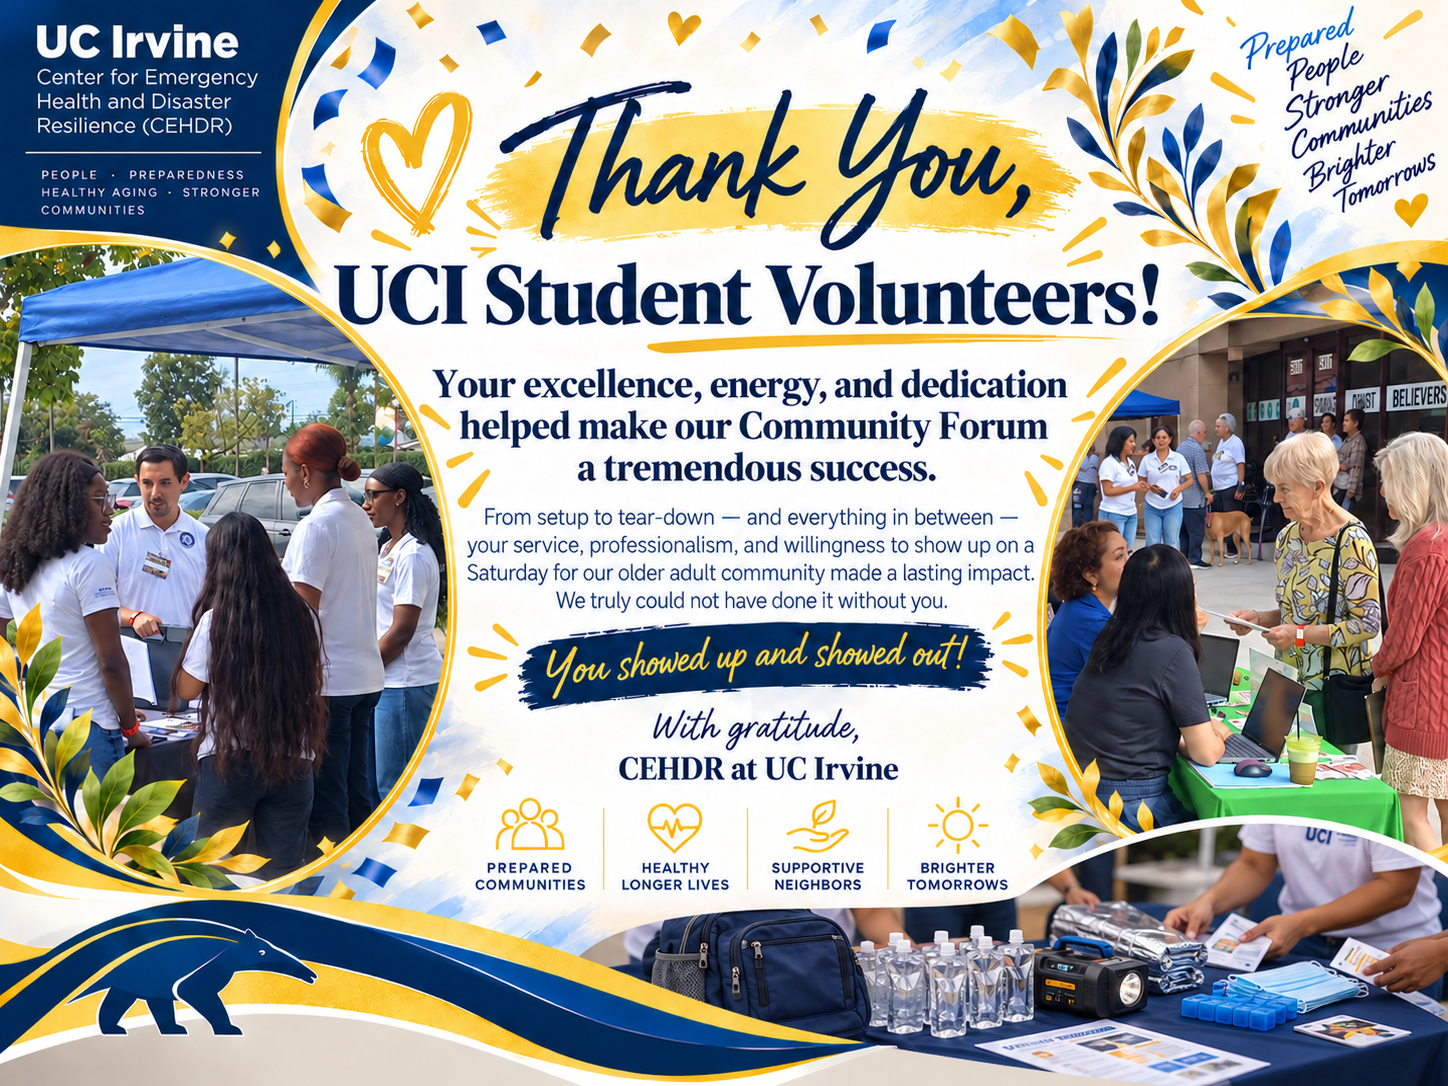 UC Irvine
Center for Emergency
Health and Disaster
Resilience (CEHDR)
PEOPLE · PREPAREDNESS
HEALTHY AGING · STRONGER
COMMUNITIES
Prepared
People
Stronger
Communities
Brighter
Tomorrows
Thank You,
UCI Student Volunteers!
Your excellence, energy, and dedication
helped make our Community Forum
a tremendous success.
From setup to tear-down — and everything in between —
your service, professionalism, and willingness to show up on a
Saturday for our older adult community made a lasting impact.
We truly could not have done it without you.
You showed up and showed out!
With gratitude,
CEHDR at UC Irvine
PREPARED
COMMUNITIES
HEALTHY
LONGER LIVES
SUPPORTIVE
NEIGHBORS
BRIGHTER
TOMORROWS
BELIEVERS
UCI